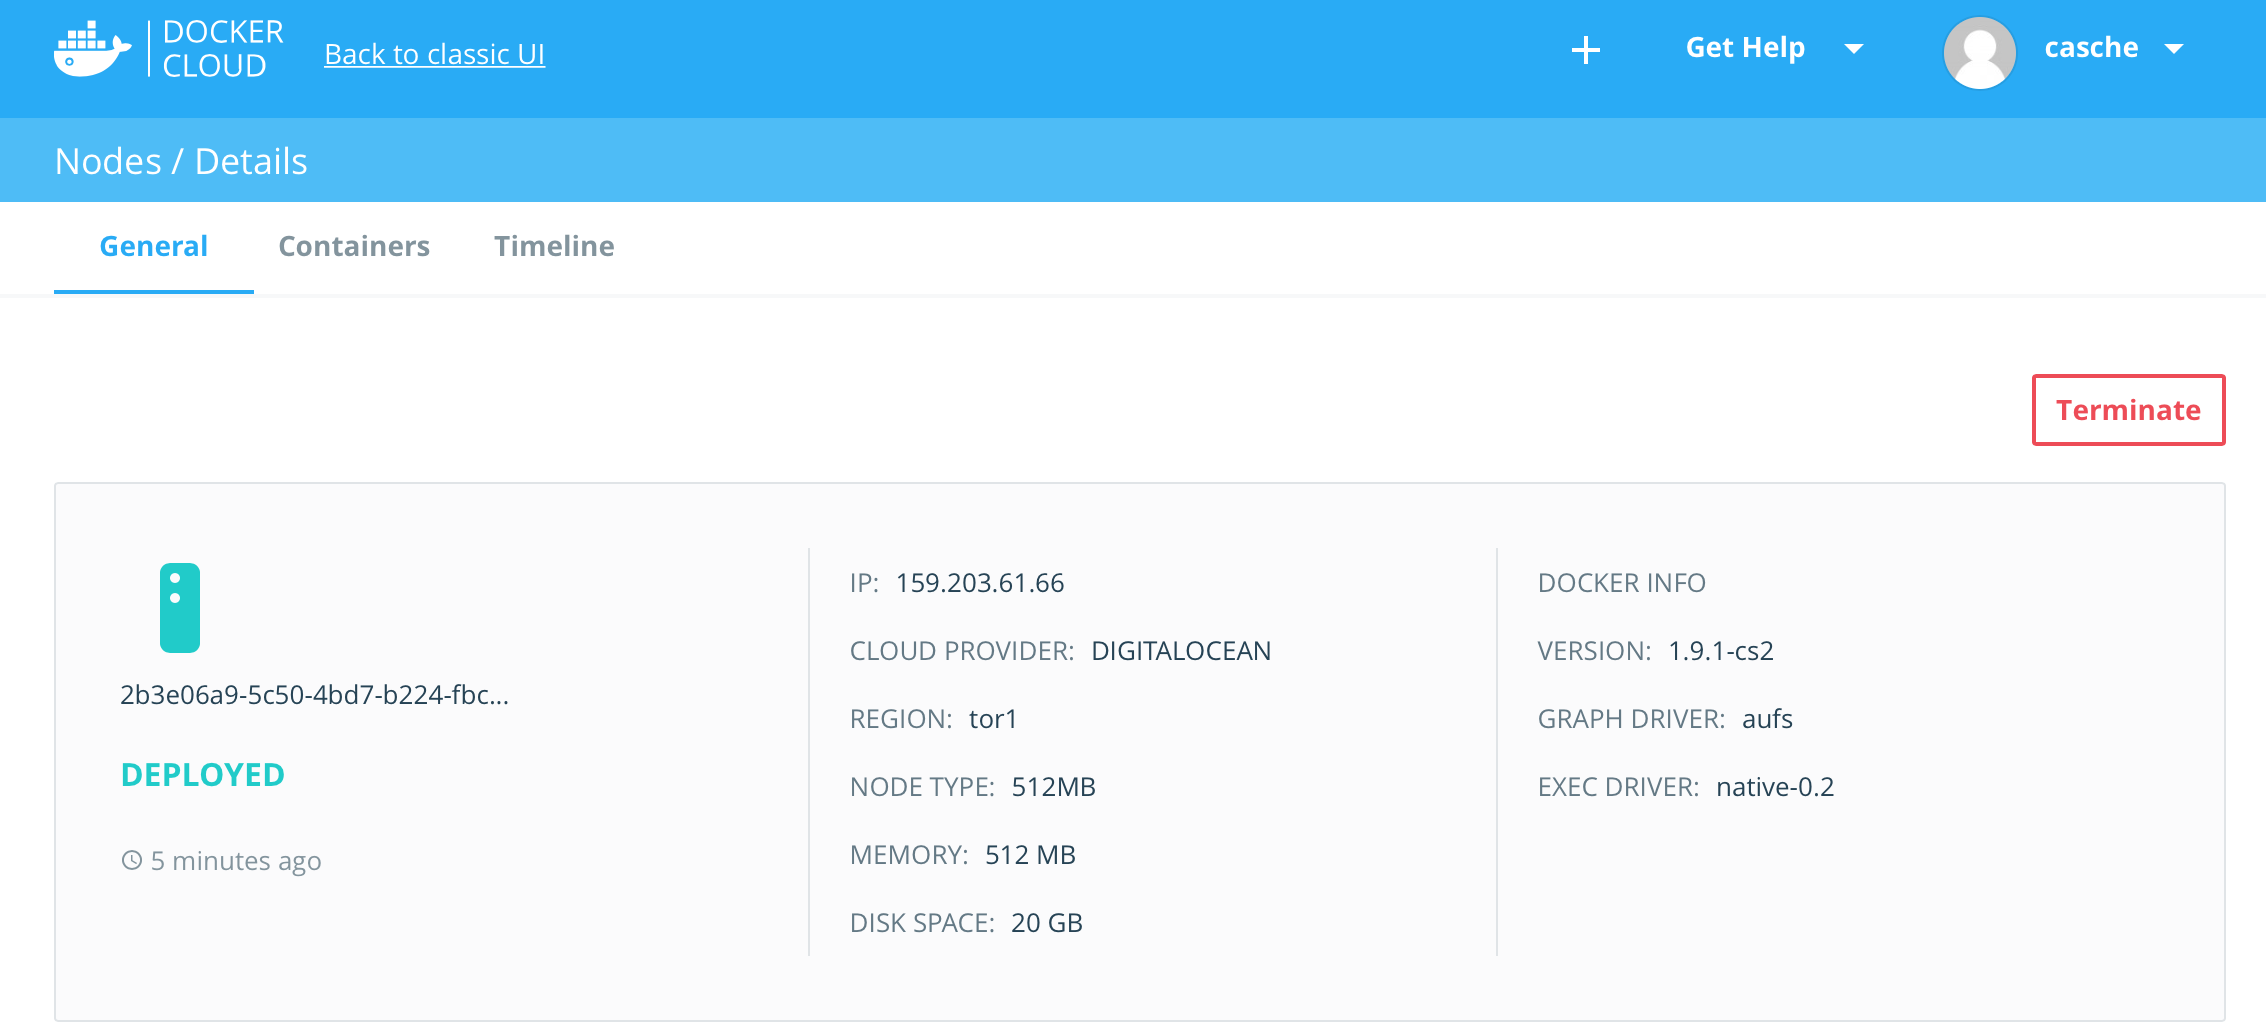 DOCKER
CLOUD
Back to classic UI
Get Help
casche
Nodes / Details
General
Containers
Timeline
Terminate
2b3e06a9-5c50-4bd7-b224-fbc...
DEPLOYED
5 minutes ago
IP: 159.203.61.66
CLOUD PROVIDER: DIGITALOCEAN
REGION: tor1
NODE TYPE: 512MB
MEMORY: 512 MB
DISK SPACE: 20 GB
DOCKER INFO
VERSION: 1.9.1-cs2
GRAPH DRIVER: aufs
EXEC DRIVER: native-0.2